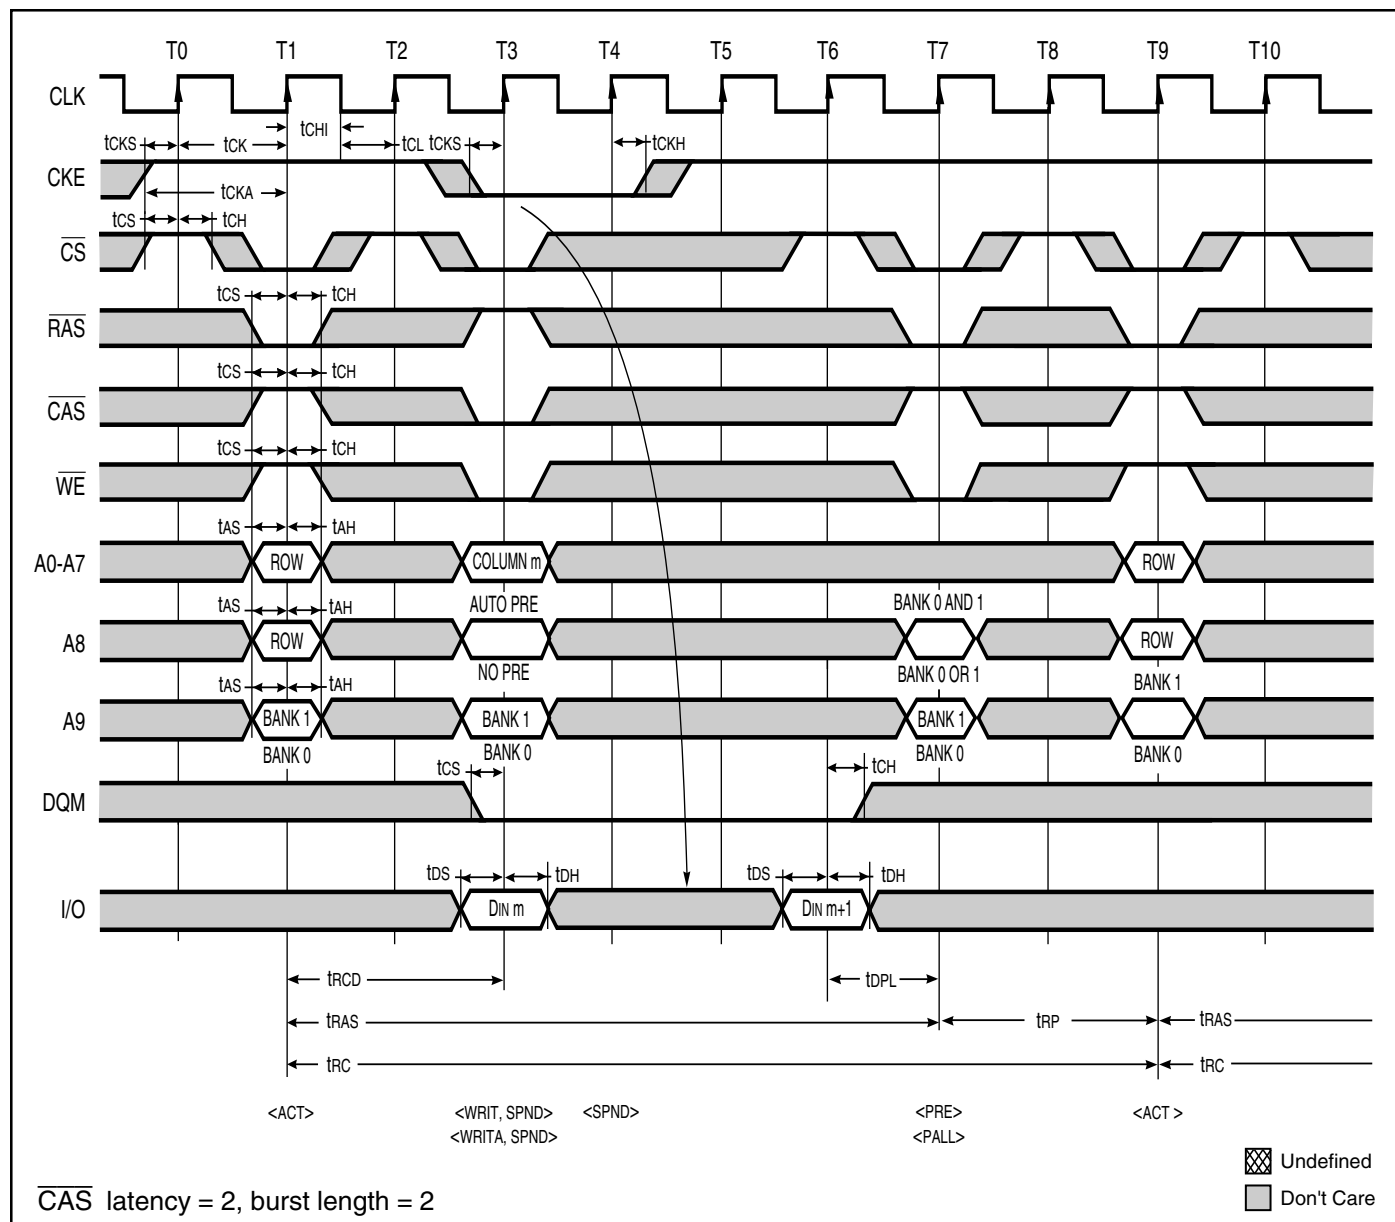 T0 T1 T2 T3 T4 T5 T6 T7 T8 T9 T10
CLK
tCHI
tCKS tCK tCL tCKS tCKH
CKE
tCKA
tCS tCH
CS
tCS tCH
RAS
tCS tCH
CAS
tCS tCH
WE
tAS tAH
A0-A7 ROW COLUMN m ROW
tAS tAH AUTO PRE BANK 0 AND 1
A8 ROW ROW
NO PRE BANK 0 OR 1 BANK 1
tAS tAH
A9 BANK 1 BANK 1 BANK 1
BANK 0 BANK 0 BANK 0 BANK 0
tCS tCH
DQM
tDS tDH tDS tDH
I/O DIN m DIN m+1
tRCD tDPL
tRAS tRP tRAS
tRC tRC
<ACT> <WRIT, SPND> <SPND> <PRE> <ACT >
<WRITA, SPND> <PALL>
Undefined
Don't Care
CAS latency = 2, burst length = 2